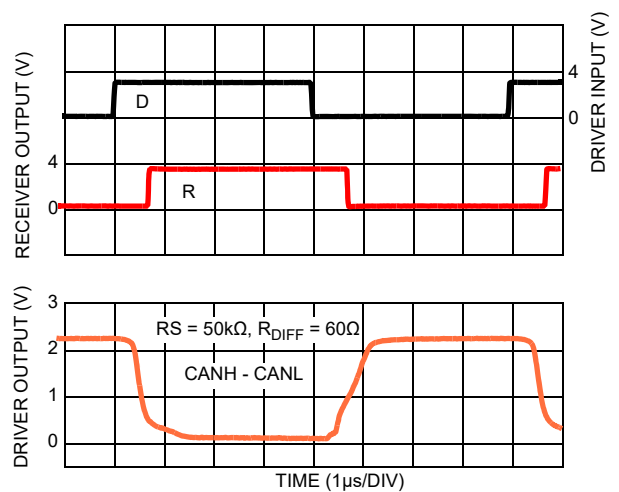 RECEIVER OUTPUT (V)
4
0
D
R
4
0
DRIVER INPUT (V)
DRIVER OUTPUT (V)
3
2
1
0
RS = 50kΩ, RDIFF = 60Ω
CANH - CANL
TIME (1µs/DIV)